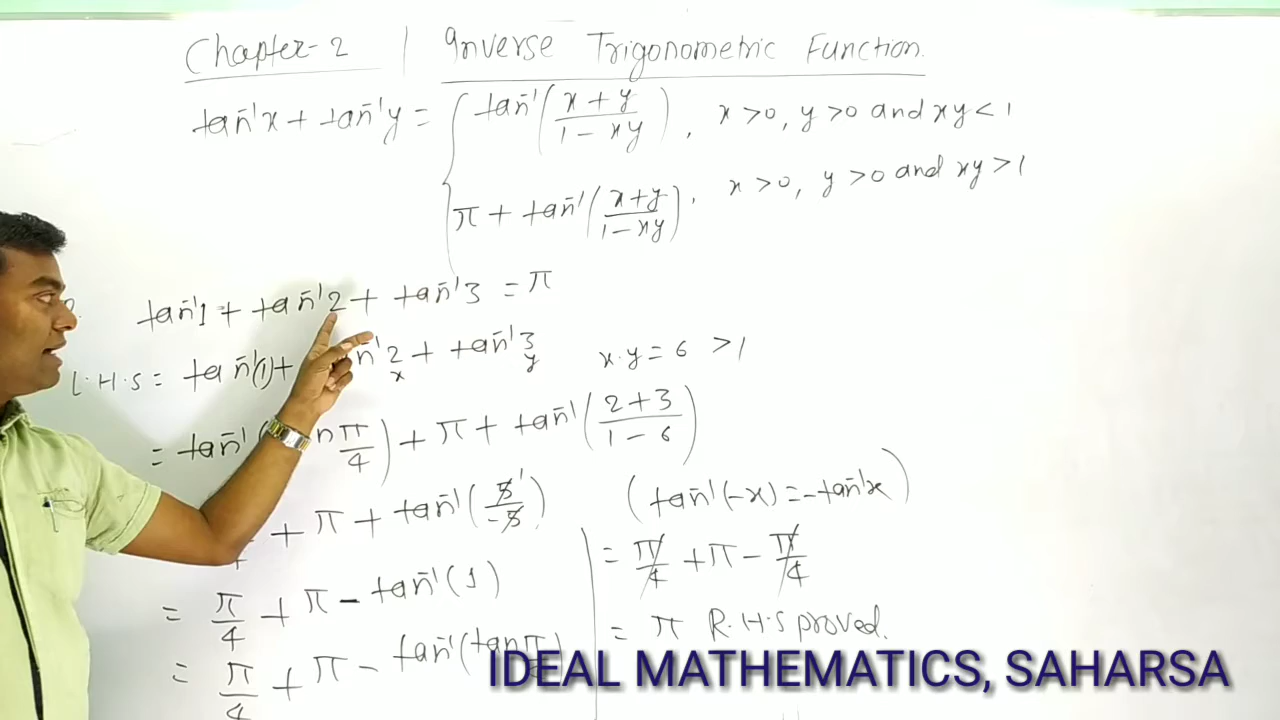 Chapter-2 | Inverse Trigonometric Function.
tan⁻¹x + tan⁻¹y = { tan⁻¹((x + y)/(1 - xy)), x > 0, y > 0 and xy < 1
π + tan⁻¹((x+y)/(1-xy)), x > 0, y > 0 and xy > 1
tan⁻¹1 + tan⁻¹2 + tan⁻¹3 = π
L.H.S = tan⁻¹(1) + n⁻¹2 + tan⁻¹3 x·y = 6 > 1
x y
= tan⁻¹( n π/4) + π + tan⁻¹((2+3)/(1-6))
+ π + tan⁻¹(5/-5) 1 (tan⁻¹(-x) = -tan⁻¹x)
= π/4 + π - tan⁻¹(1)
= π/4 + π - tan⁻¹(tan π/
= π/4 + π - π/4
= π R.H.S proved.
IDEAL MATHEMATICS, SAHARSA